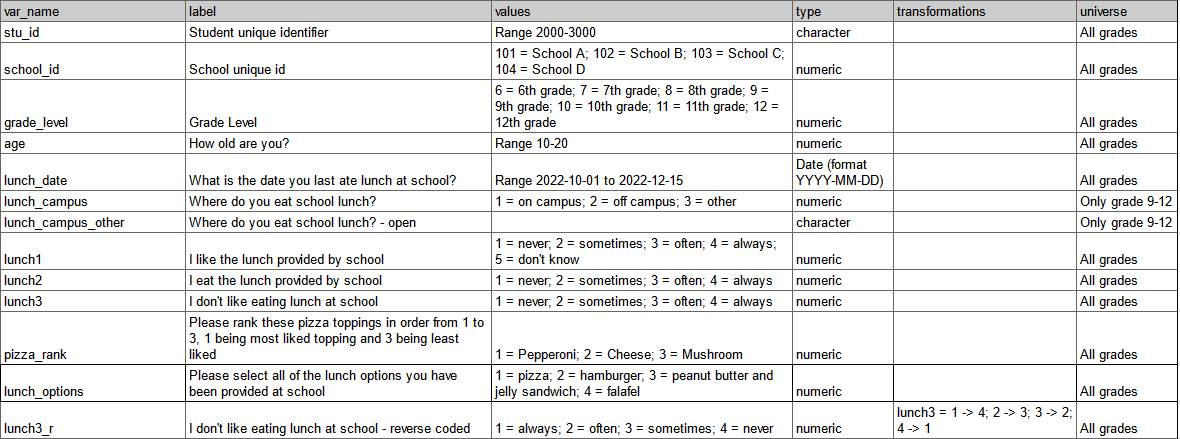 var_name label values type transformations universe
stu_id Student unique identifier Range 2000-3000 character All grades
101 = School A; 102 = School B; 103 = School C;
school_id School unique id 104 = School D numeric All grades
6 = 6th grade; 7 = 7th grade; 8 = 8th grade; 9 =
9th grade; 10 = 10th grade; 11 = 11th grade; 12 =
grade_level Grade Level 12th grade numeric All grades
age How old are you? Range 10-20 numeric All grades
Date (format
lunch_date What is the date you last ate lunch at school? Range 2022-10-01 to 2022-12-15 YYYY-MM-DD) All grades
lunch_campus Where do you eat school lunch? 1 = on campus; 2 = off campus; 3 = other numeric Only grade 9-12
lunch_campus_other Where do you eat school lunch? - open character Only grade 9-12
1 = never; 2 = sometimes; 3 = often; 4 = always;
lunch1 I like the lunch provided by school 5 = don't know numeric All grades
lunch2 I eat the lunch provided by school 1 = never; 2 = sometimes; 3 = often; 4 = always numeric All grades
lunch3 I don't like eating lunch at school 1 = never; 2 = sometimes; 3 = often; 4 = always numeric All grades
Please rank these pizza toppings in order from 1 to
3, 1 being most liked topping and 3 being least
pizza_rank liked 1 = Pepperoni; 2 = Cheese; 3 = Mushroom numeric All grades
Please select all of the lunch options you have 1 = pizza; 2 = hamburger; 3 = peanut butter and
lunch_options been provided at school jelly sandwich; 4 = falafel numeric All grades
lunch3 = 1 -> 4; 2 -> 3; 3 -> 2;
lunch3_r I don't like eating lunch at school - reverse coded 1 = always; 2 = often; 3 = sometimes; 4 = never numeric 4 -> 1 All grades